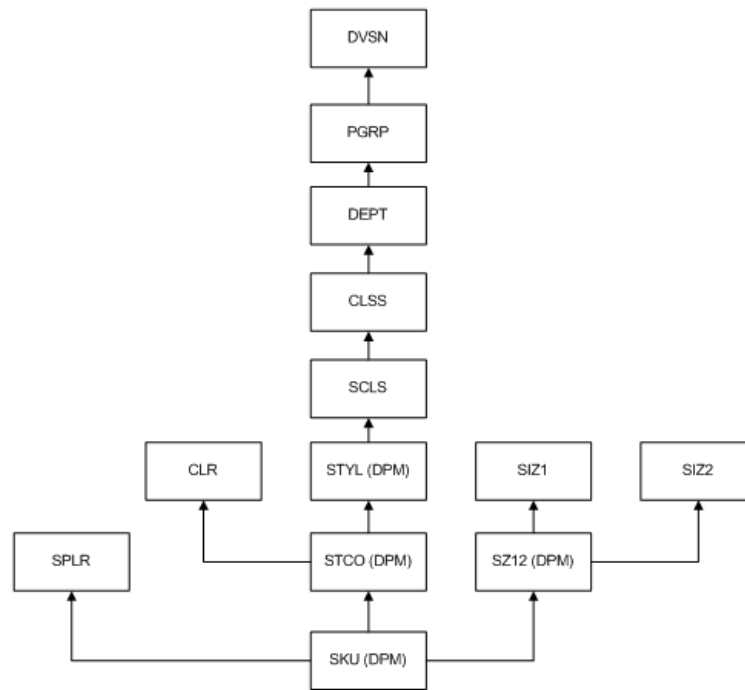 DVSN
PGRP
DEPT
CLSS
SCLS
CLR
STYL (DPM)
SIZ1
SIZ2
SPLR
STCO (DPM)
SZ12 (DPM)
SKU (DPM)